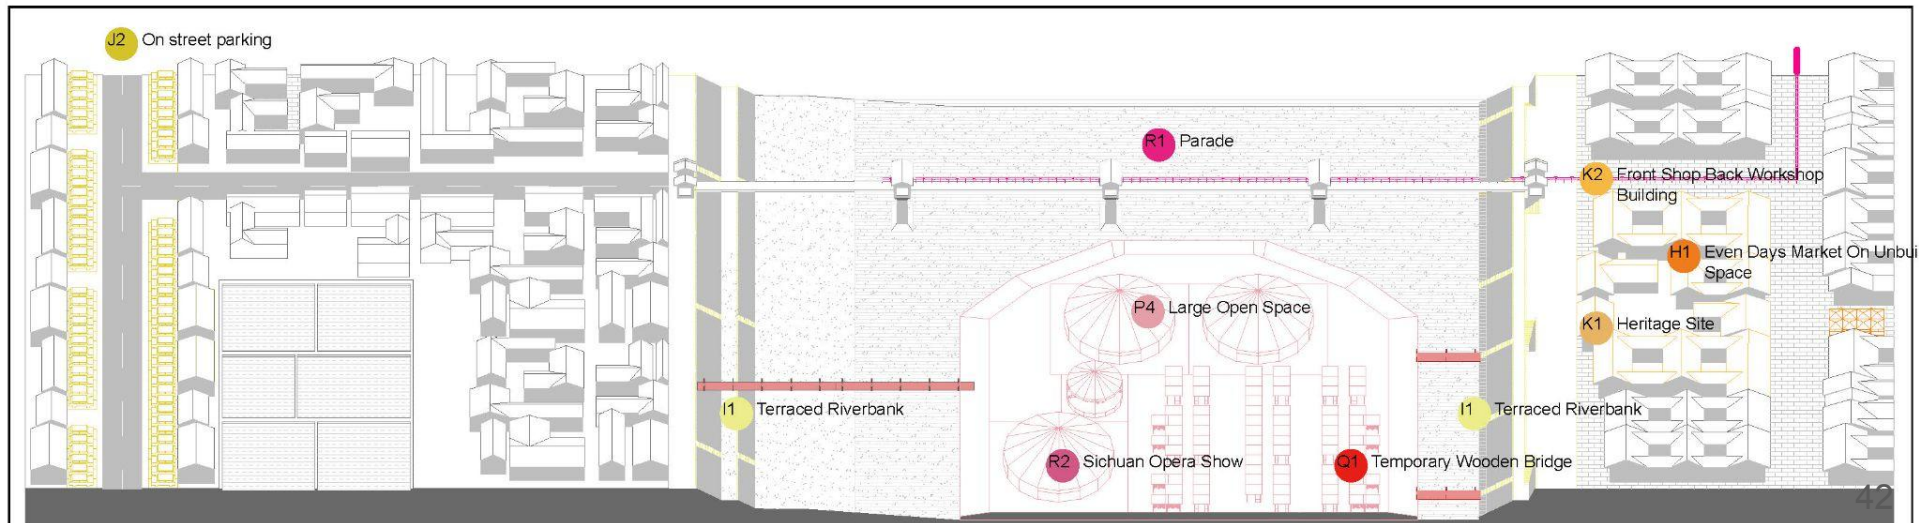 J2 On street parking
R1 Parade
K2 Front Shop Back Workshop
Building
H1 Even Days Market On Unbui
Space
P4 Large Open Space
K1 Heritage Site
I1 Terraced Riverbank
I1 Terraced Riverbank
R2 Sichuan Opera Show
Q1 Temporary Wooden Bridge
42